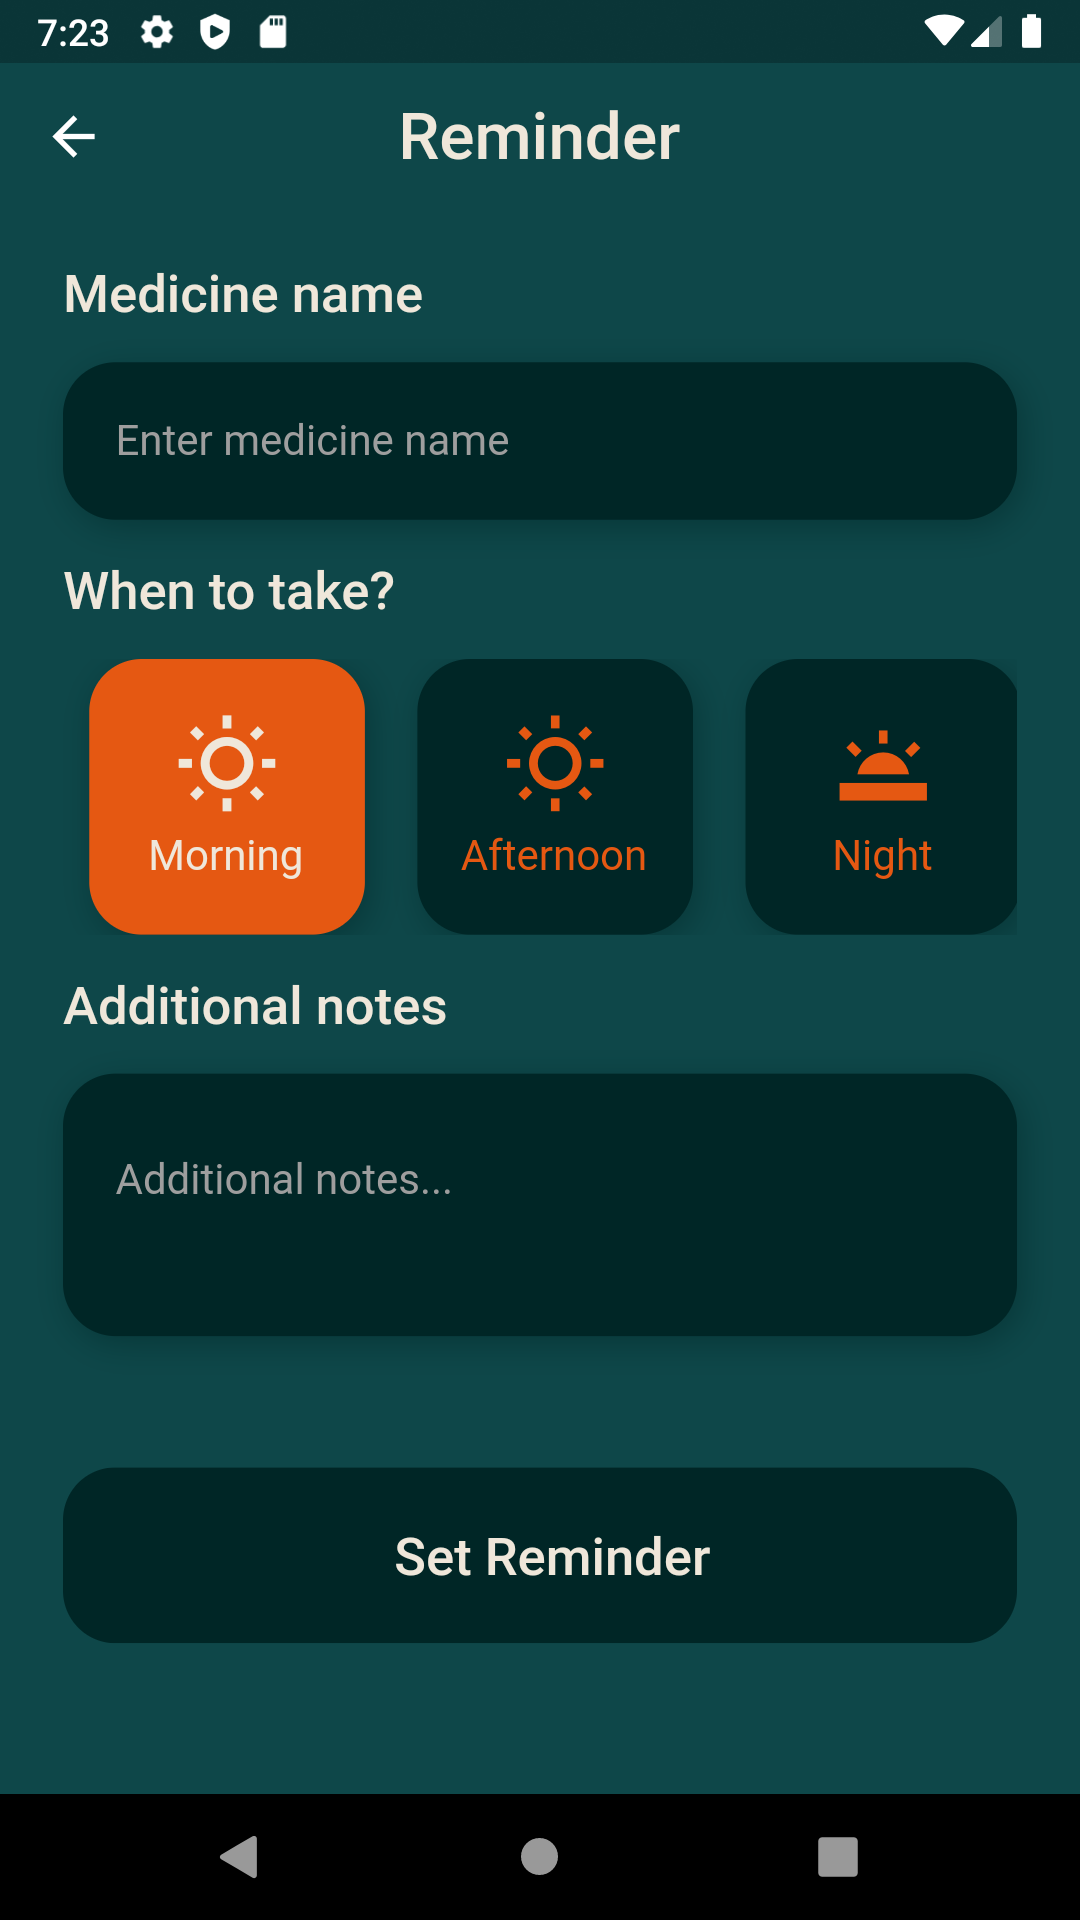 7:23
Reminder
Medicine name
Enter medicine name
When to take?
Morning
Afternoon
Night
Additional notes
Additional notes...
Set Reminder